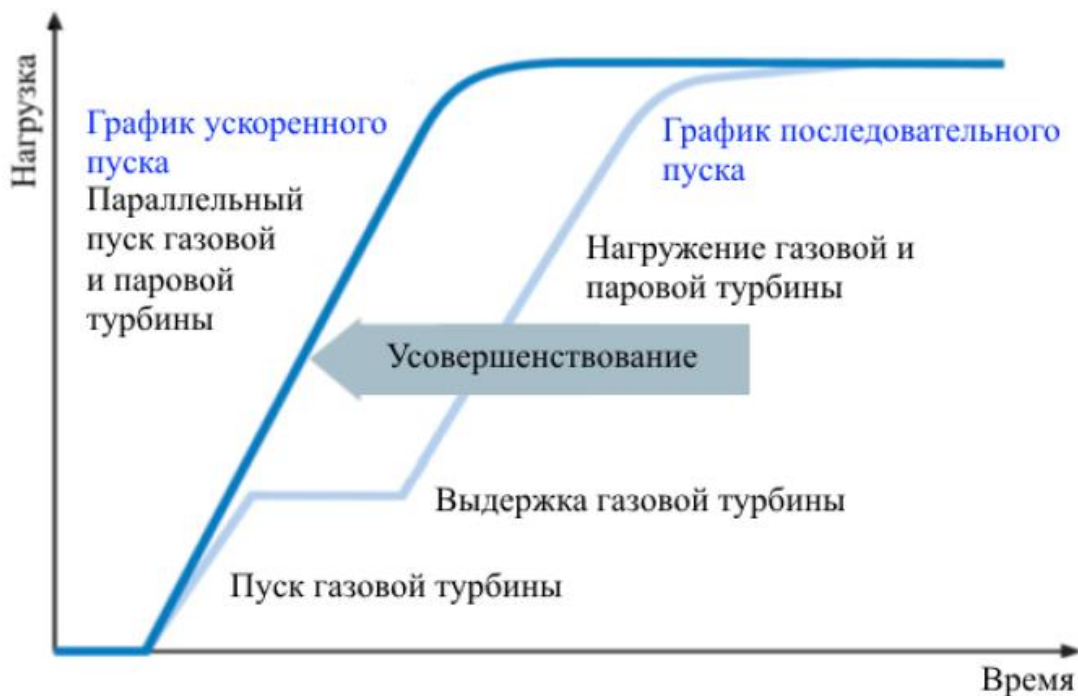 Нагрузка
График ускоренного
пуска
Параллельный
пуск газовой
и паровой
турбины
График последовательного
пуска
Нагружение газовой и
паровой турбины
Усовершенствование
Выдержка газовой турбины
Пуск газовой турбины
Время